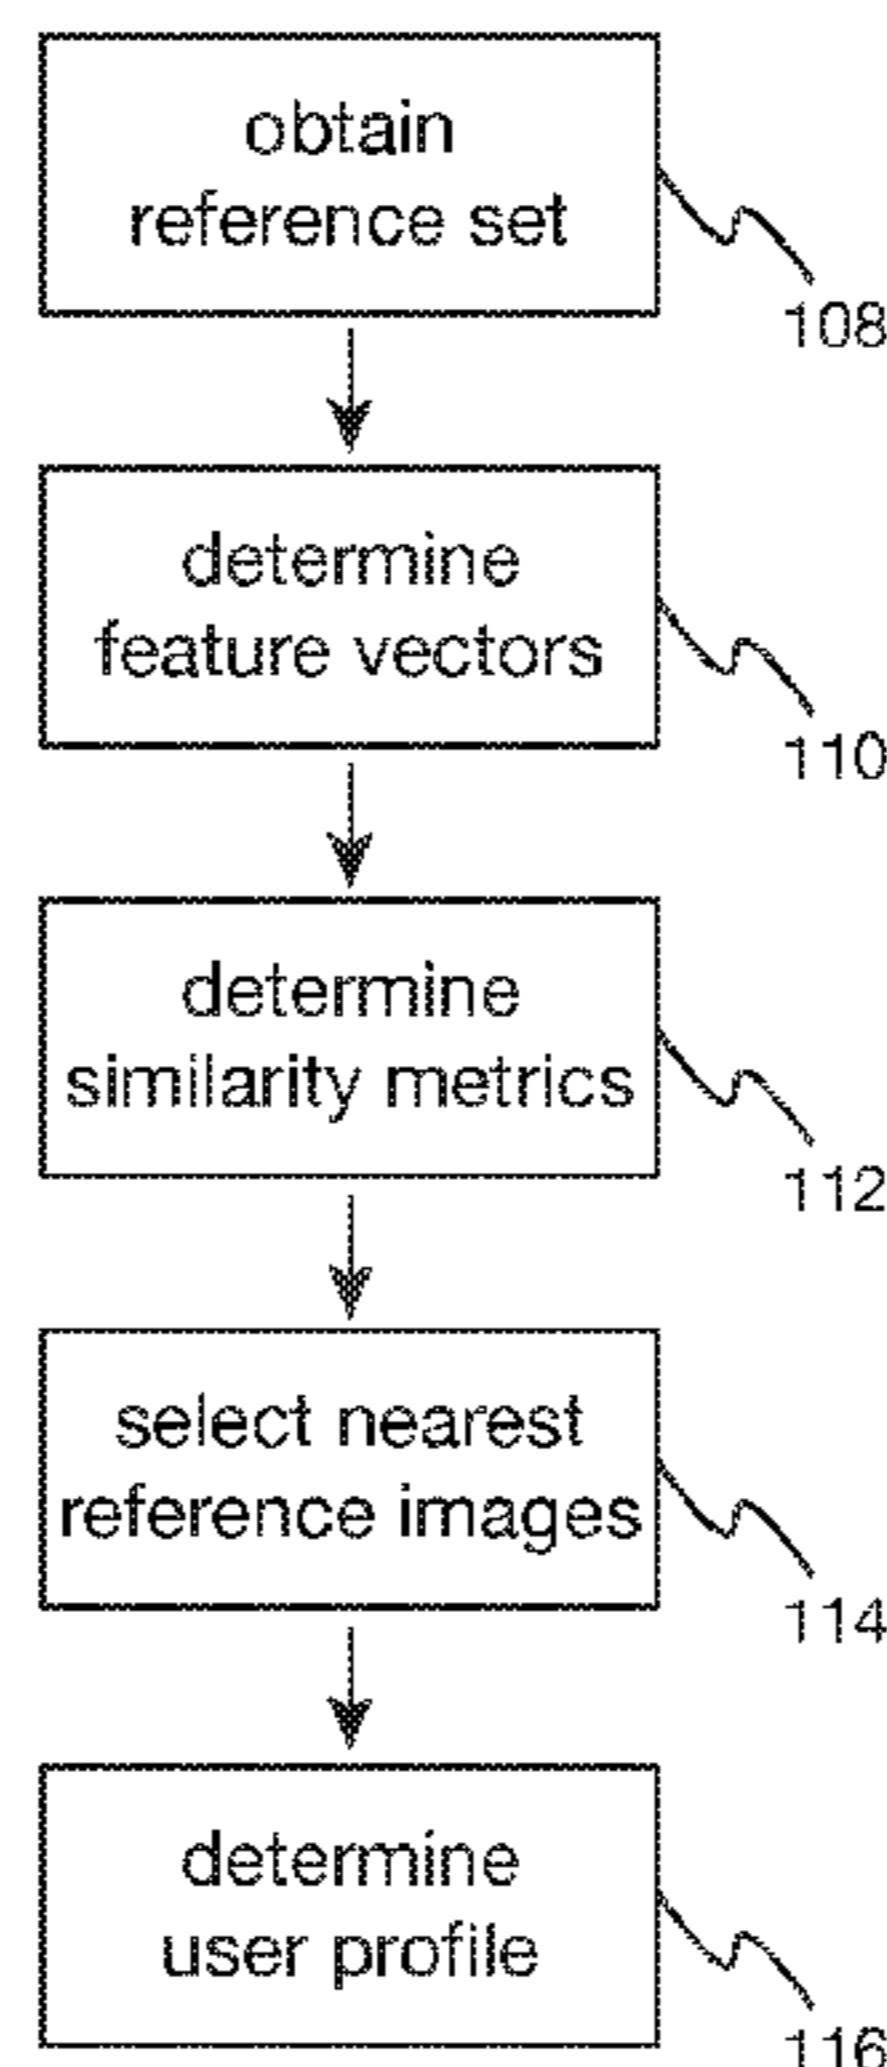 obtain
reference set
108
determine
feature vectors
110
determine
similarity metrics
112
select nearest
reference images
114
determine
user profile
116